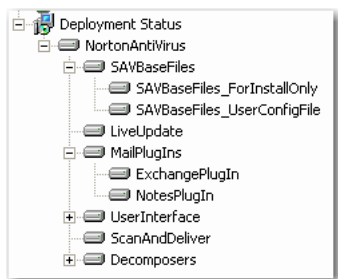 Deployment Status
NortonAntiVirus
SAVBaseFiles
SAVBaseFiles_ForInstallOnly
SAVBaseFiles_UserConfigFile
LiveUpdate
MailPlugIns
ExchangePlugIn
NotesPlugIn
UserInterface
ScanAndDeliver
Decomposers